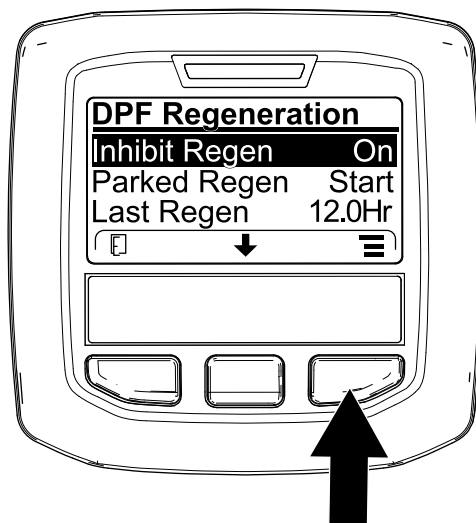 DPF Regeneration
Inhibit Regen On
Parked Regen Start
Last Regen 12.0Hr